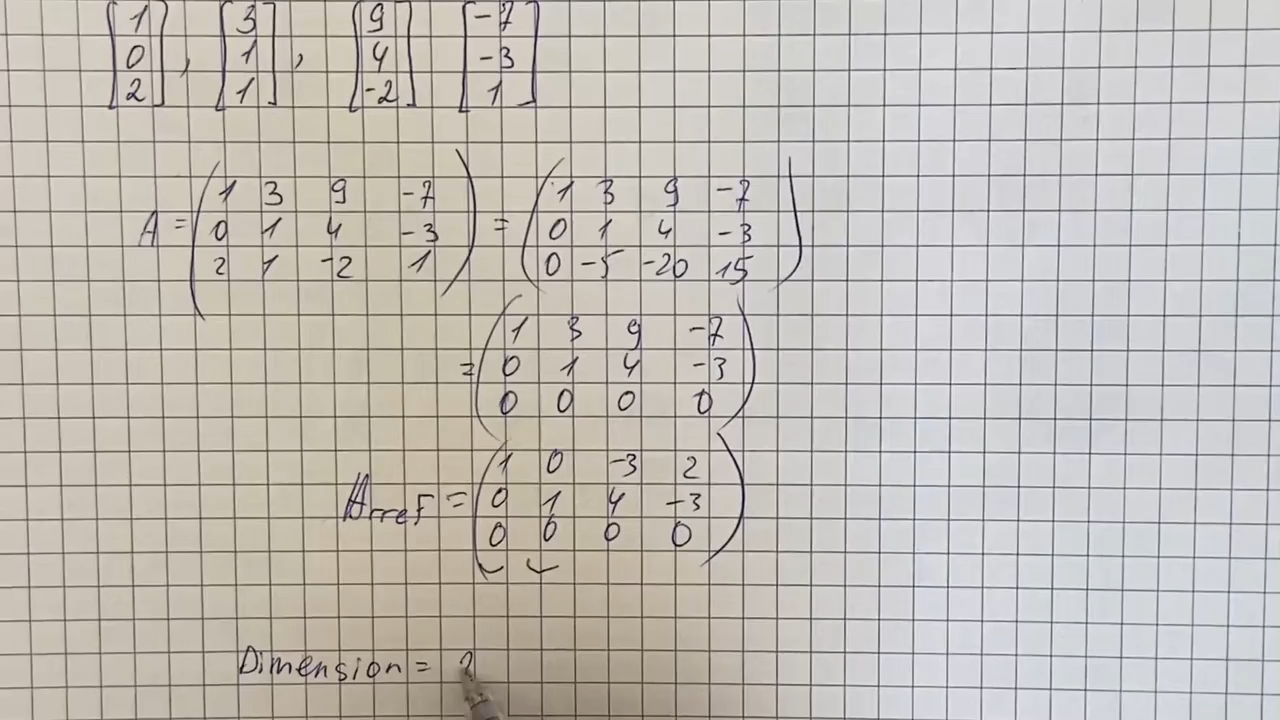 [1 0 2], [3 1 1], [9 4 -2] [-7 -3 1]
A = (1 3 9 -7
0 1 4 -3
2 1 -2 1) = (1 3 9 -7
0 1 4 -3
0 -5 -20 15)
= (1 3 9 -7
0 1 4 -3
0 0 0 0)
Arref = (1 0 -3 2
0 1 4 -3
0 0 0 0)
Dimension =